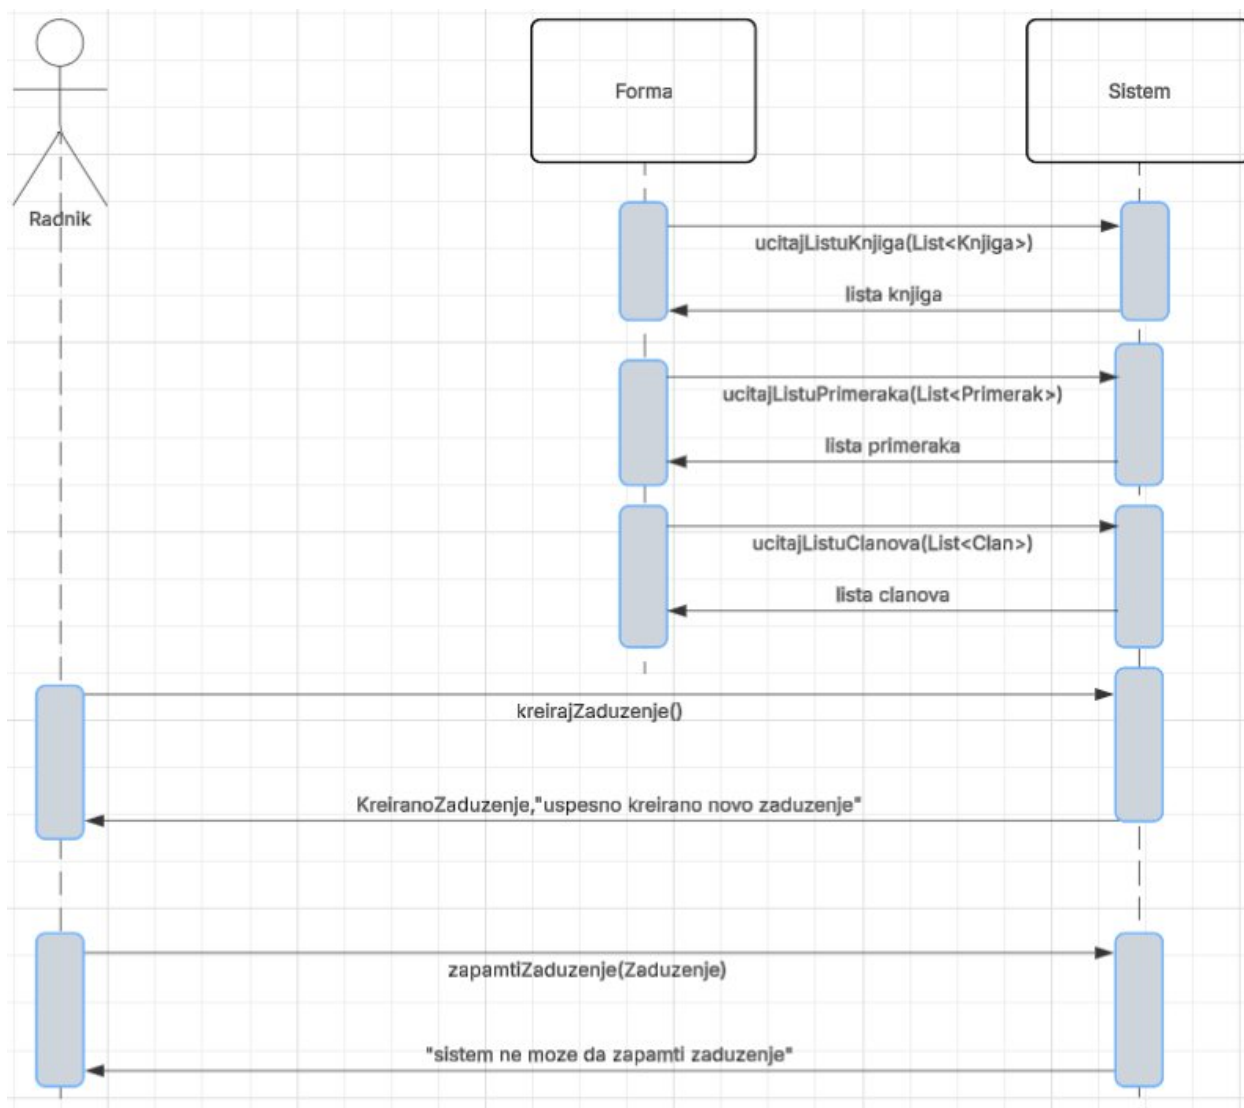 Forma
Sistem
Radnik
ucitajListuKnjiga(List<Knjiga>)
lista knjiga
ucitajListuPrimeraka(List<Primerak>)
lista primeraka
ucitajListuClanova(List<Clan>)
lista clanova
kreirajZaduzenje()
KreiranoZaduzenje,"uspesno kreirano novo zaduzenje"
zapamtiZaduzenje(Zaduzenje)
"sistem ne moze da zapamti zaduzenje"